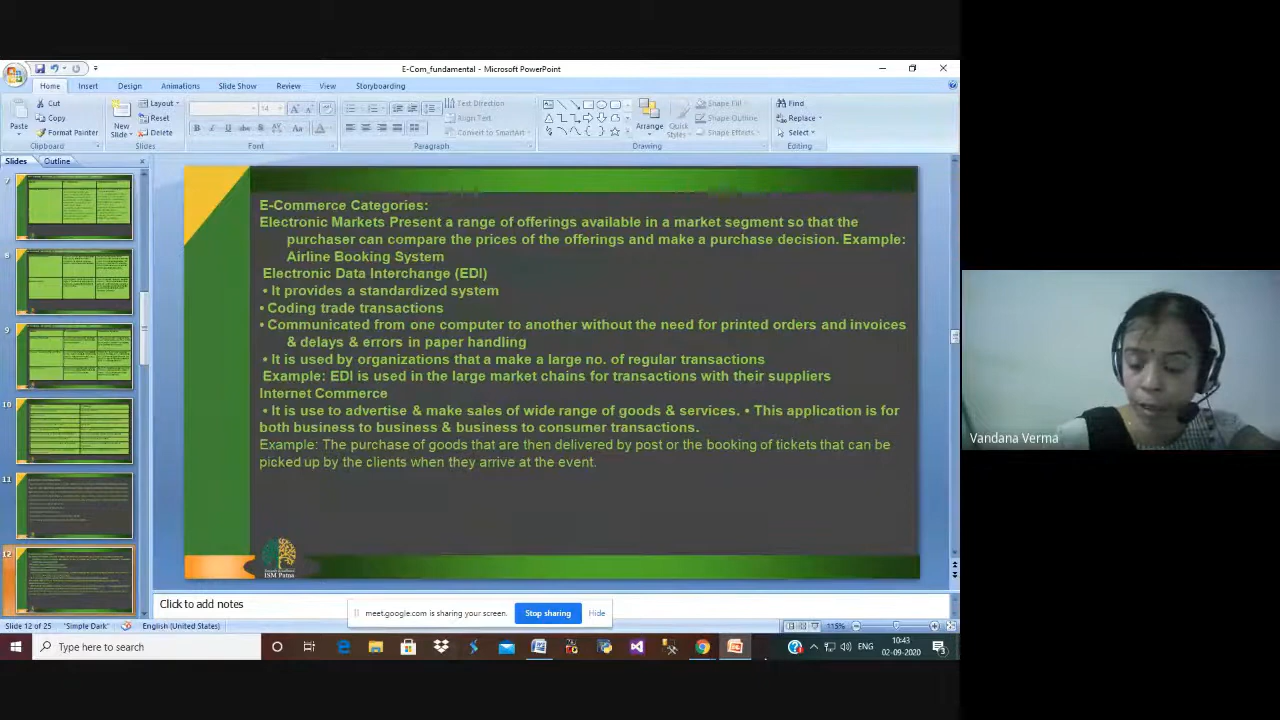 E-Com_fundamental - Microsoft PowerPoint
Home Insert Design Animations Slide Show Review View Storyboarding
Cut
Copy
Format Painter
Paste
Clipboard
New Slide
Layout
Reset
Delete
Slides
14
Font
Text Direction
Align Text
Convert to SmartArt
Paragraph
Arrange
Quick Styles
Shape Fill
Shape Outline
Shape Effects
Drawing
Find
Replace
Select
Editing
Slides Outline
7
8
9
10
11
12
E-Commerce Categories:
Electronic Markets Present a range of offerings available in a market segment so that the
purchaser can compare the prices of the offerings and make a purchase decision. Example:
Airline Booking System
Electronic Data Interchange (EDI)
• It provides a standardized system
• Coding trade transactions
• Communicated from one computer to another without the need for printed orders and invoices
& delays & errors in paper handling
• It is used by organizations that a make a large no. of regular transactions
Example: EDI is used in the large market chains for transactions with their suppliers
Internet Commerce
• It is use to advertise & make sales of wide range of goods & services. • This application is for
both business to business & business to consumer transactions.
Example: The purchase of goods that are then delivered by post or the booking of tickets that can be
picked up by the clients when they arrive at the event.
ISM Patna
Click to add notes
meet.google.com is sharing your screen. Stop sharing Hide
Slide 12 of 25 "Simple Dark" English (United States) 115%
Type here to search
ENG
10:43
02-09-2020
3
Vandana Verma